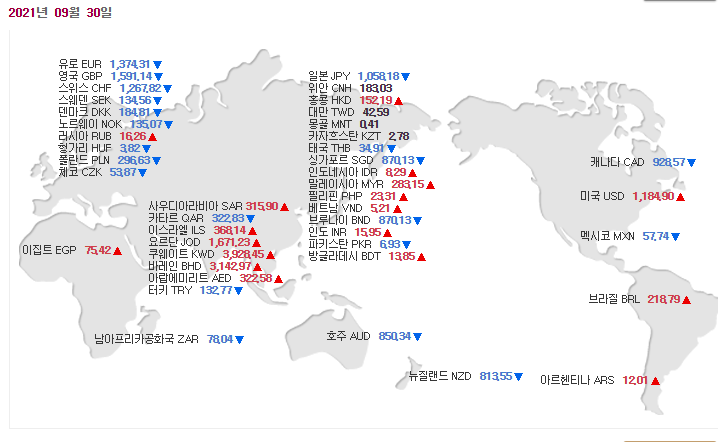 2021년 09월 30일
유로 EUR 1,374,31 ▼
영국 GBP 1,591,14 ▼
스위스 CHF 1,267,82 ▼
스웨덴 SEK 134,56 ▼
덴마크 DKK 184,81 ▼
노르웨이 NOK 135,07 ▼
러시아 RUB 16,26 ▲
헝가리 HUF 3,82 ▼
폴란드 PLN 296,63 ▼
체코 CZK 53,87 ▼
일본 JPY 1,058,18 ▼
위안 CNH 183,03
홍콩 HKD 152,19 ▲
대만 TWD 42,59
몽골 MNT 0,41
카자흐스탄 KZT 2,78
태국 THB 34,91 ▼
싱가포르 SGD 870,13 ▼
인도네시아 IDR 8,29 ▲
말레이시아 MYR 283,15 ▲
필리핀 PHP 23,31 ▲
베트남 VND 5,21 ▲
브루나이 BND 870,13 ▼
인도 INR 15,95 ▲
파키스탄 PKR 6,93 ▼
방글라데시 BDT 13,85 ▲
캐나다 CAD 928,57 ▼
미국 USD 1,184,90 ▲
멕시코 MXN 57,74 ▼
사우디아라비아 SAR 315,90 ▲
카타르 QAR 322,83 ▼
이스라엘 ILS 368,14 ▲
요르단 JOD 1,671,23 ▲
쿠웨이트 KWD 3,928,45 ▲
바레인 BHD 3,142,97 ▲
아랍에미리트 AED 322,58 ▲
터키 TRY 132,77 ▼
이집트 EGP 75,42 ▲
브라질 BRL 218,79 ▲
남아프리카공화국 ZAR 78,04 ▼
호주 AUD 850,34 ▼
뉴질랜드 NZD 813,55 ▼
아르헨티나 ARS 12,01 ▲